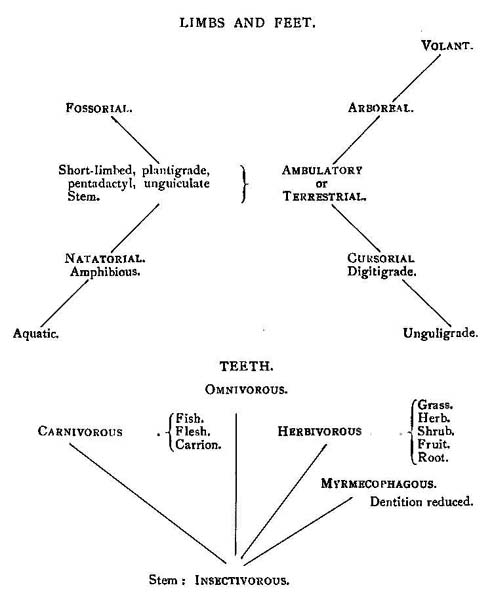 LIMBS AND FEET.
VOLANT.
FOSSORIAL.
ARBOREAL.
Short-limbed, plantigrade,
pentadactyl, unguiculate
Stem.
AMBULATORY
or
TERRESTRIAL.
NATATORIAL.
Amphibious.
CURSORIAL
Digitigrade.
Aquatic.
Unguligrade.
TEETH.
OMNIVOROUS.
CARNIVOROUS
Fish.
Flesh.
Carrion.
HERBIVOROUS
Grass.
Herb.
Shrub.
Fruit.
Root.
MYRMECOPHAGOUS.
Dentition reduced.
Stem : INSECTIVOROUS.